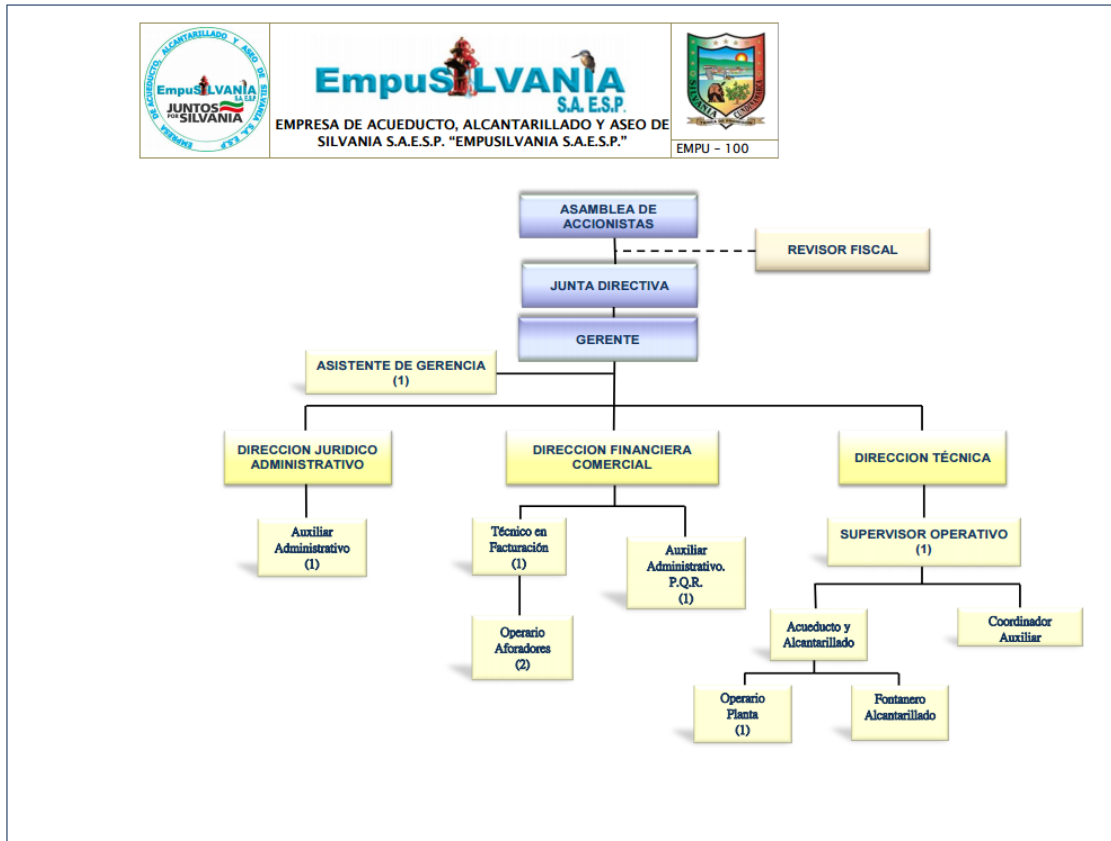 EMPRESA DE ACUEDUCTO, ALCANTARILLADO Y ASEO DE SILVANIA S.A. E.S.P
EmpuSILVANIA
S.A. E.S.P.
JUNTOS
POR
SILVANIA
EmpuSILVANIA
S.A. E.S.P.
EMPRESA DE ACUEDUCTO, ALCANTARILLADO Y ASEO DE
SILVANIA S.A.E.S.P. “EMPUSILVANIA S.A.E.S.P.”
SILVANIA
CUNDINAMARCA
EMPU – 100
ASAMBLEA DE
ACCIONISTAS
REVISOR FISCAL
JUNTA DIRECTIVA
GERENTE
ASISTENTE DE GERENCIA
(1)
DIRECCION JURIDICO
ADMINISTRATIVO
DIRECCION FINANCIERA
COMERCIAL
DIRECCION TÉCNICA
Auxiliar
Administrativo
(1)
Técnico en
Facturación
(1)
Auxiliar
Administrativo.
P.Q.R.
(1)
SUPERVISOR OPERATIVO
(1)
Operario
Aforadores
(2)
Acueducto y
Alcantarillado
Coordinador
Auxiliar
Operario
Planta
(1)
Fontanero
Alcantarillado